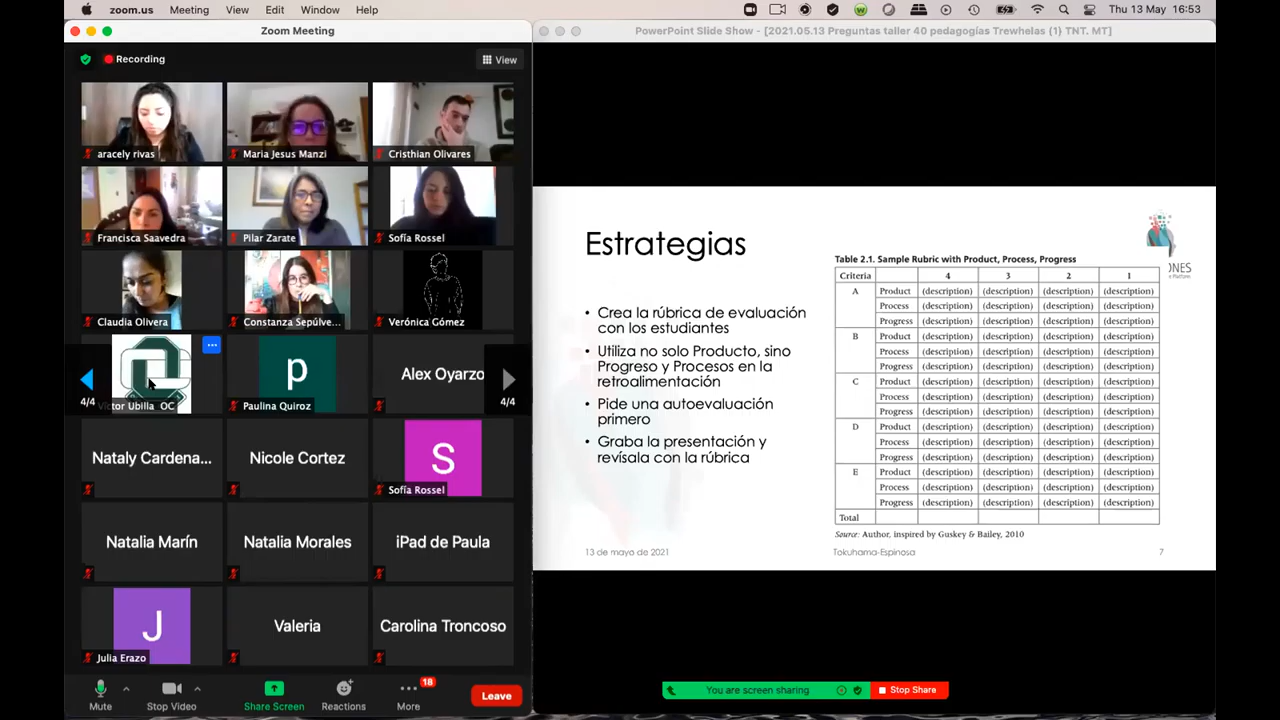 zoom.us Meeting View Edit Window Help
Thu 13 May 16:53
Zoom Meeting
Recording
View
aracely rivas
Maria Jesus Manzi
Cristhian Olivares
Francisca Saavedra
Pilar Zarate
Sofía Rossel
Claudia Olivera
Constanza Sepúlve...
Verónica Gómez
4/4
Víctor Ubilla OC
p
Paulina Quiroz
Alex Oyarzo
4/4
Nataly Cardena...
Nicole Cortez
S
Sofía Rossel
Natalia Marín
Natalia Morales
iPad de Paula
J
Julia Erazo
Valeria
Carolina Troncoso
Mute
Stop Video
Share Screen
Reactions
18
More
Leave
PowerPoint Slide Show - [2021.05.13 Preguntas taller 40 pedagogías Trewhelas (1) TNT. MT]
Estrategias
• Crea la rúbrica de evaluación
con los estudiantes
• Utiliza no solo Producto, sino
Progreso y Procesos en la
retroalimentación
• Pide una autoevaluación
primero
• Graba la presentación y
revísala con la rúbrica
Table 2.1. Sample Rubric with Product, Process, Progress
Criteria 4 3 2 1
A Product (description) (description) (description) (description)
Process (description) (description) (description) (description)
Progress (description) (description) (description) (description)
B Product (description) (description) (description) (description)
Process (description) (description) (description) (description)
Progress (description) (description) (description) (description)
C Product (description) (description) (description) (description)
Process (description) (description) (description) (description)
Progress (description) (description) (description) (description)
D Product (description) (description) (description) (description)
Process (description) (description) (description) (description)
Progress (description) (description) (description) (description)
E Product (description) (description) (description) (description)
Process (description) (description) (description) (description)
Progress (description) (description) (description) (description)
Total
Source: Author, inspired by Guskey & Bailey, 2010
13 de mayo de 2021
Tokuhama-Espinosa
7
You are screen sharing
Stop Share